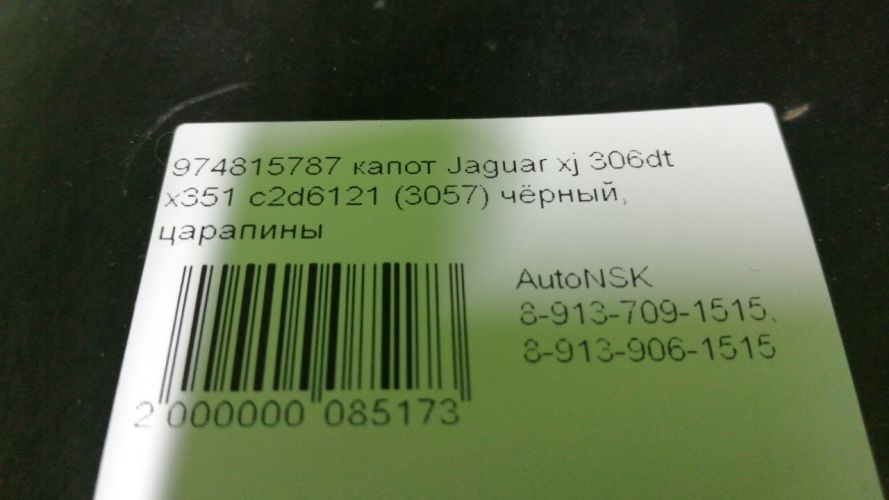 974815787 капот Jaguar xj 306dt
x351 c2d6121 (3057) чёрный,
царапины
AutoNSK
8-913-709-1515,
8-913-906-1515
2 000000 085173